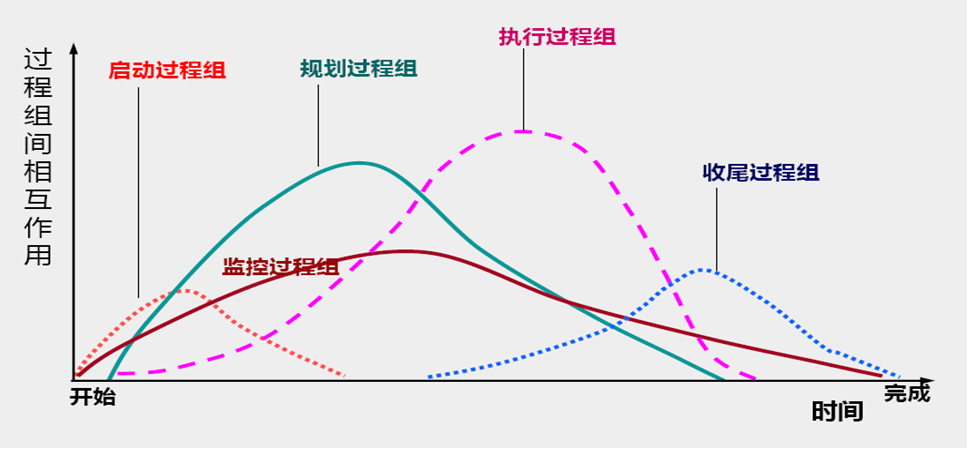 过程组间相互作用
启动过程组
规划过程组
执行过程组
收尾过程组
监控过程组
开始
完成
时间